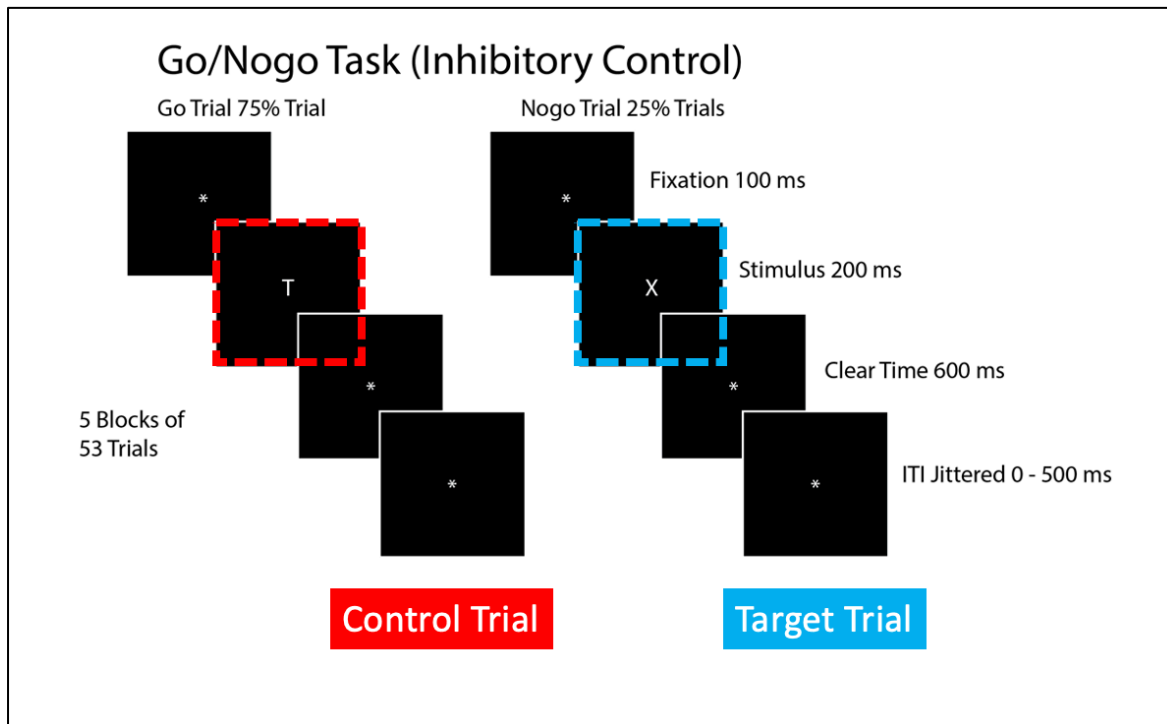 Go/Nogo Task (Inhibitory Control)
Go Trial 75% Trial
Nogo Trial 25% Trials
*
*
Fixation 100 ms
T
X
Stimulus 200 ms
*
*
Clear Time 600 ms
5 Blocks of
53 Trials
*
*
ITI Jittered 0 - 500 ms
Control Trial
Target Trial